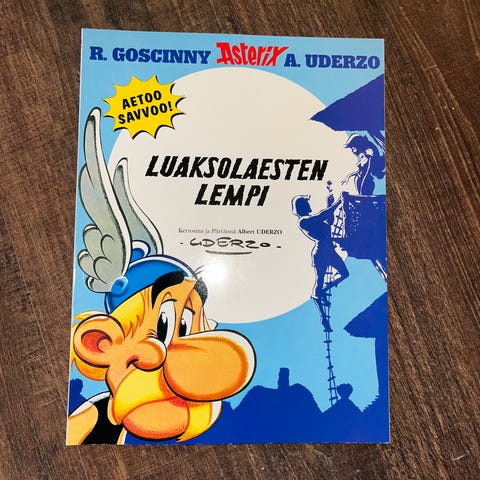 R. GOSCINNY Asterix A. UDERZO
AETOO
SAVVOO!
LUAKSOLAESTEN
LEMPI
Kertonna ja Piirtännä Albert UDERZO
- UDERZO -